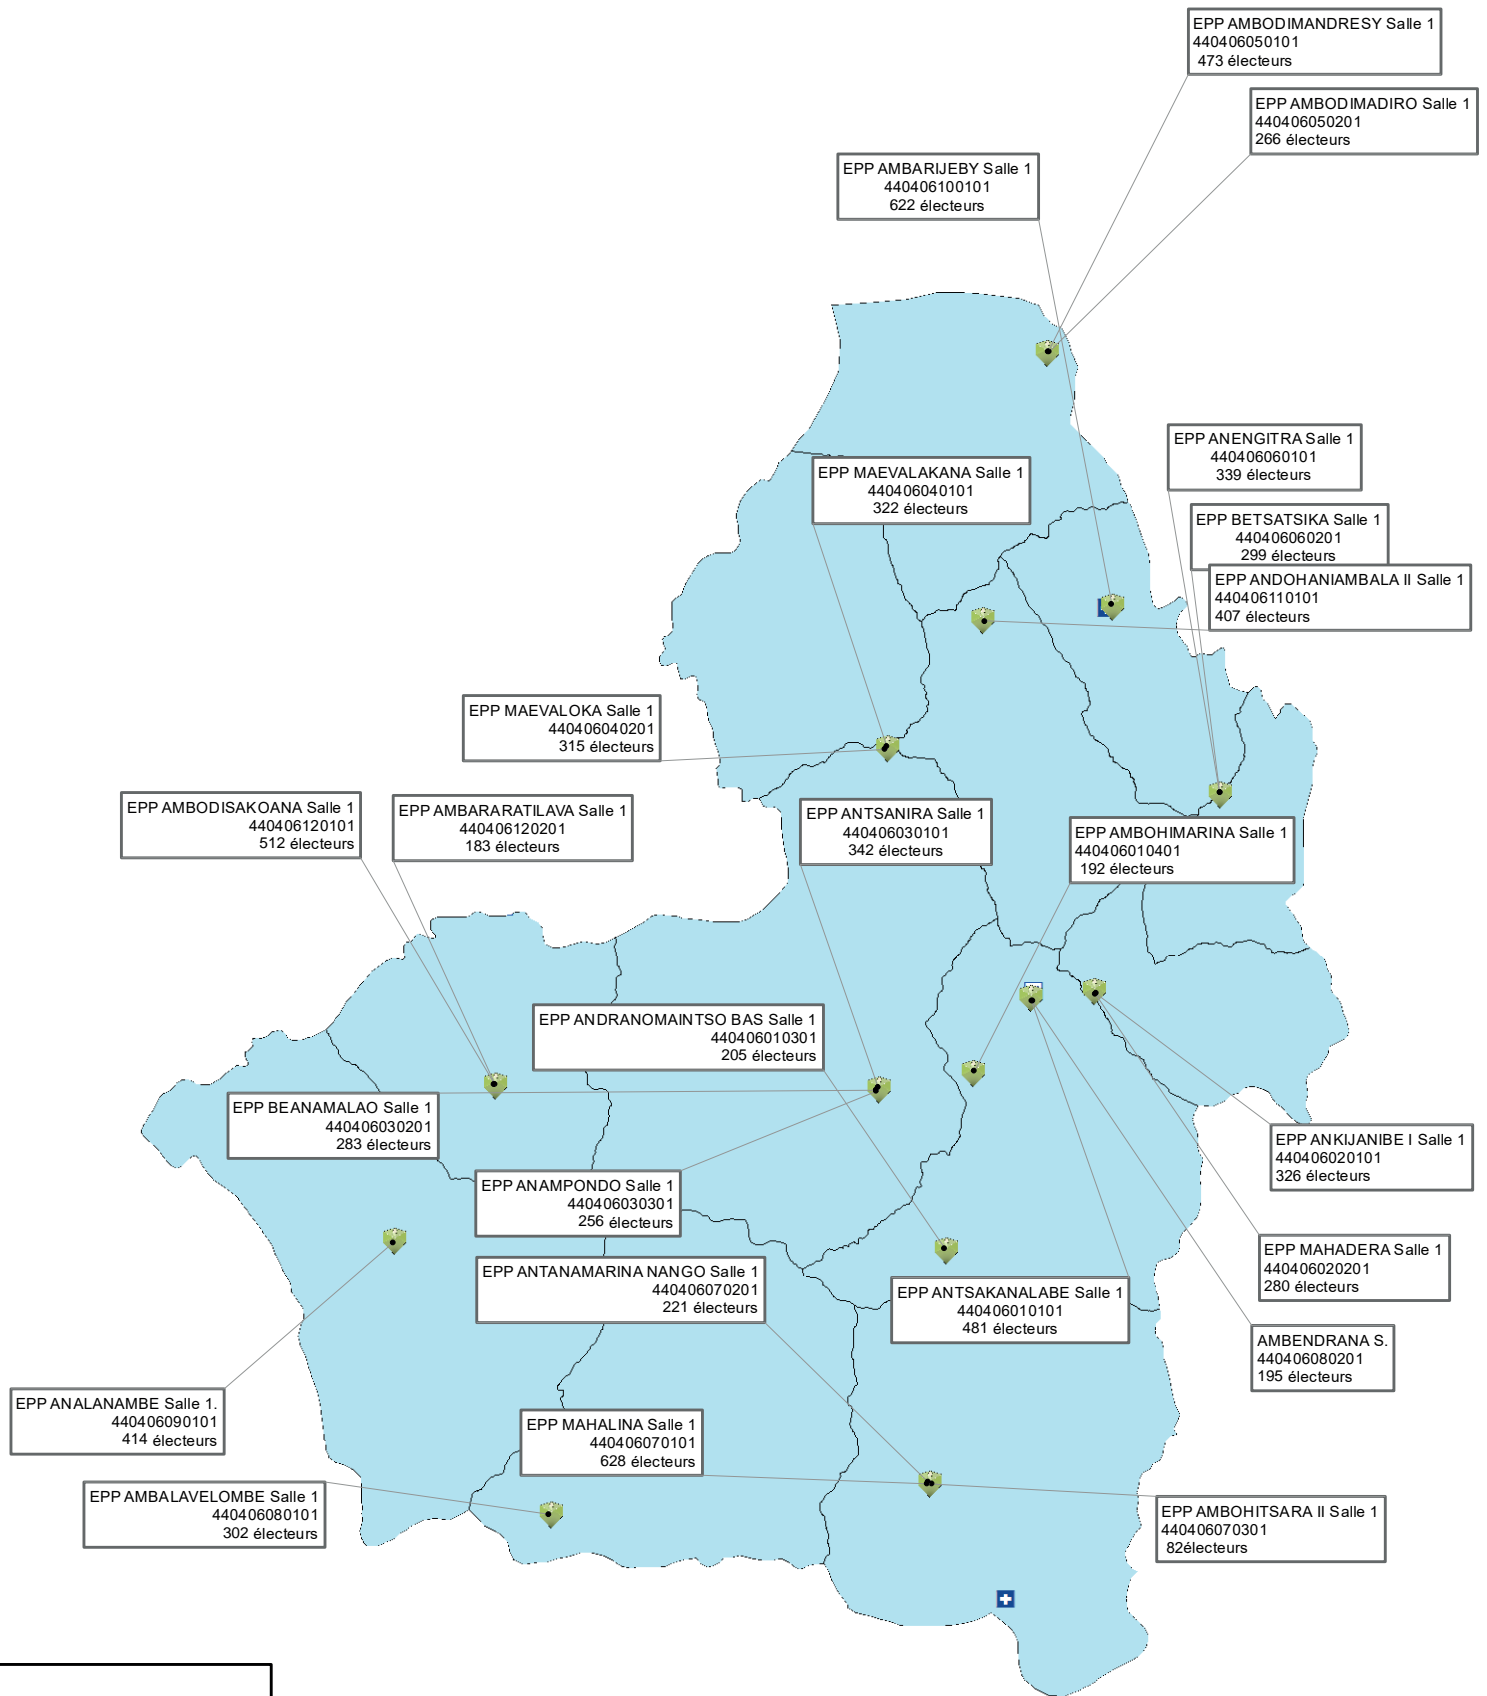 EPP AMBODIMANDRESY Salle 1
440406050101
473 électeurs
EPP AMBODIMADIRO Salle 1
440406050201
266 électeurs
EPP AMBARIJEBY Salle 1
440406100101
622 électeurs
EPP ANENGITRA Salle 1
440406060101
339 électeurs
EPP MAEVALAKANA Salle 1
440406040101
322 électeurs
EPP BETSATSIKA Salle 1
440406060201
299 électeurs
EPP ANDOHANIAMBALA II Salle 1
440406110101
407 électeurs
EPP MAEVALOKA Salle 1
440406040201
315 électeurs
EPP AMBODISAKOANA Salle 1
440406120101
512 électeurs
EPP AMBARARATILAVA Salle 1
440406120201
183 électeurs
EPP ANTSANIRA Salle 1
440406030101
342 électeurs
EPP AMBOHIMARINA Salle 1
440406010401
192 électeurs
EPP ANDRANOMAINTSO BAS Salle 1
440406010301
205 électeurs
EPP BEANAMALAO Salle 1
440406030201
283 électeurs
EPP ANKIJANIBE I Salle 1
440406020101
326 électeurs
EPP ANAMPONDO Salle 1
440406030301
256 électeurs
EPP MAHADERA Salle 1
440406020201
280 électeurs
EPP ANTANAMARINA NANGO Salle 1
440406070201
221 électeurs
EPP ANTSAKANALABE Salle 1
440406010101
481 électeurs
AMBENDRANA S.
440406080201
195 électeurs
EPP ANALANAMBE Salle 1.
440406090101
414 électeurs
EPP MAHALINA Salle 1
440406070101
628 électeurs
EPP AMBALAVELOMBE Salle 1
440406080101
302 électeurs
EPP AMBOHITSARA II Salle 1
440406070301
82électeurs